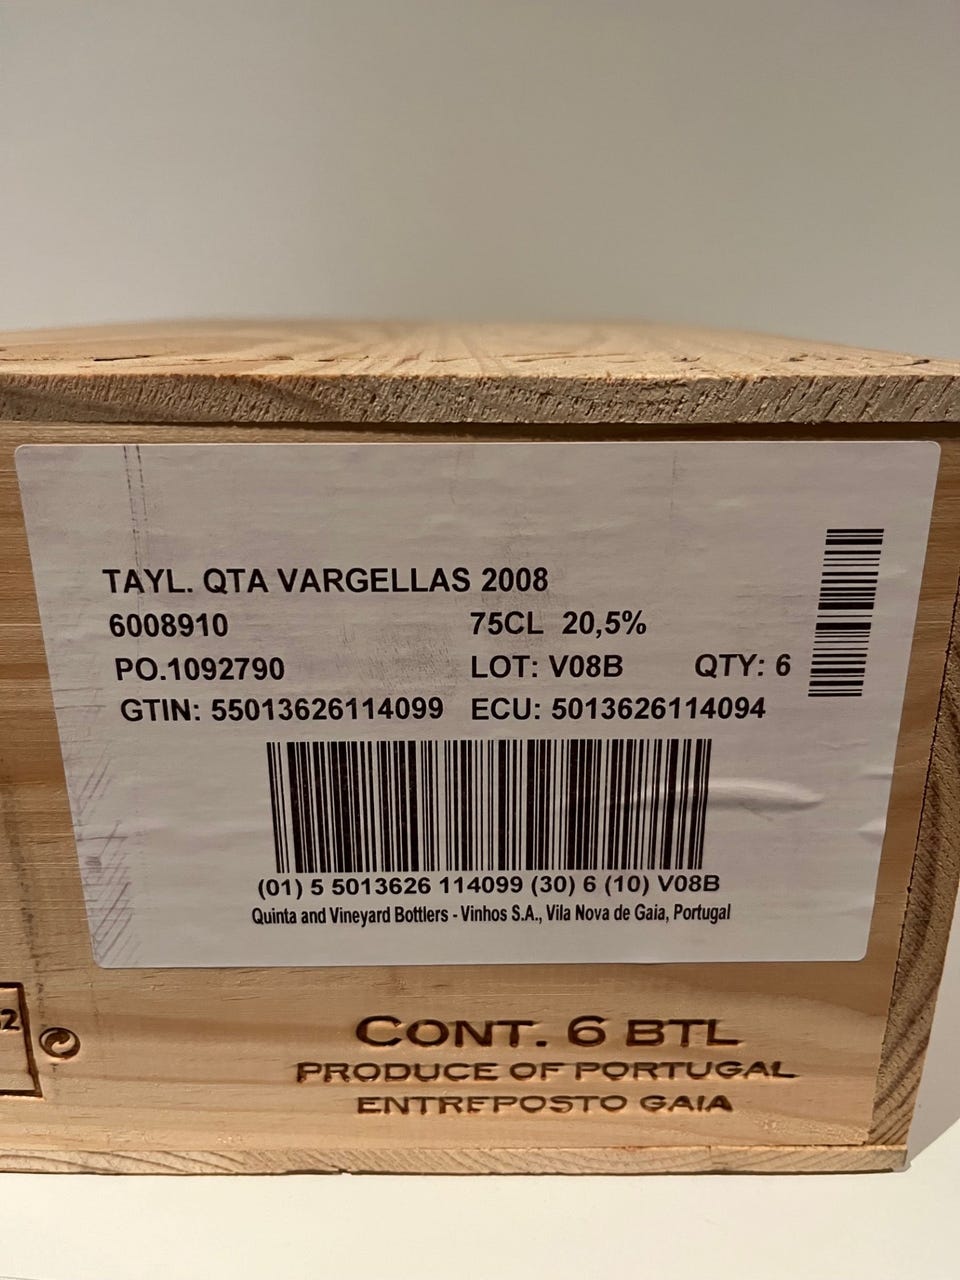 TAYL. QTA VARGELLAS 2008
6008910 75CL 20,5%
PO.1092790 LOT: V08B QTY: 6
GTIN: 55013626114099 ECU: 5013626114094
(01) 5 5013626 114099 (30) 6 (10) V08B
Quinta and Vineyard Bottlers - Vinhos S.A., Vila Nova de Gaia, Portugal
CONT. 6 BTL
PRODUCE OF PORTUGAL
ENTREPOSTO GAIA